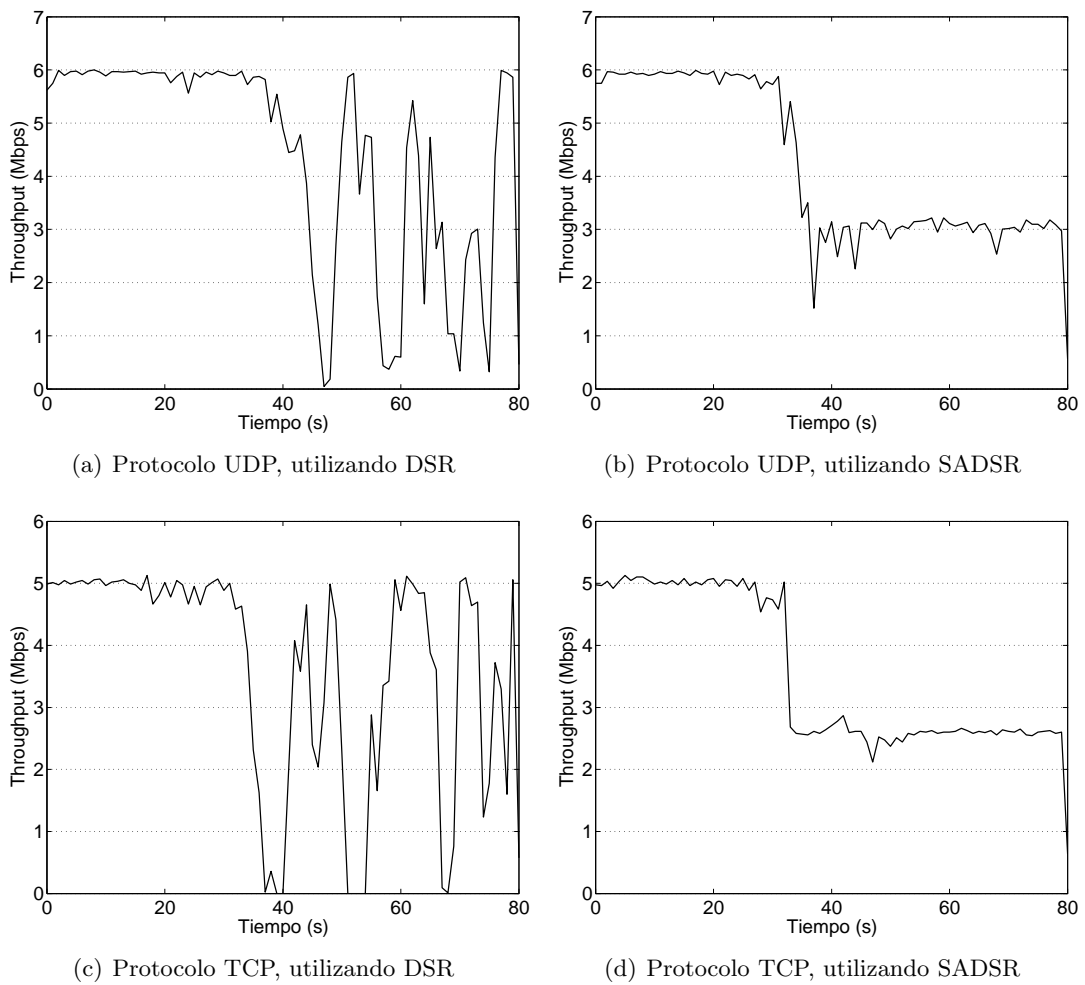 7
6
5
4
3
2
1
0
Throughput (Mbps)
0 20 40 60 80
Tiempo (s)
(a) Protocolo UDP, utilizando DSR
7
6
5
4
3
2
1
0
Throughput (Mbps)
0 20 40 60 80
Tiempo (s)
(b) Protocolo UDP, utilizando SADSR
6
5
4
3
2
1
0
Throughput (Mbps)
0 20 40 60 80
Tiempo (s)
(c) Protocolo TCP, utilizando DSR
6
5
4
3
2
1
0
Throughput (Mbps)
0 20 40 60 80
Tiempo (s)
(d) Protocolo TCP, utilizando SADSR